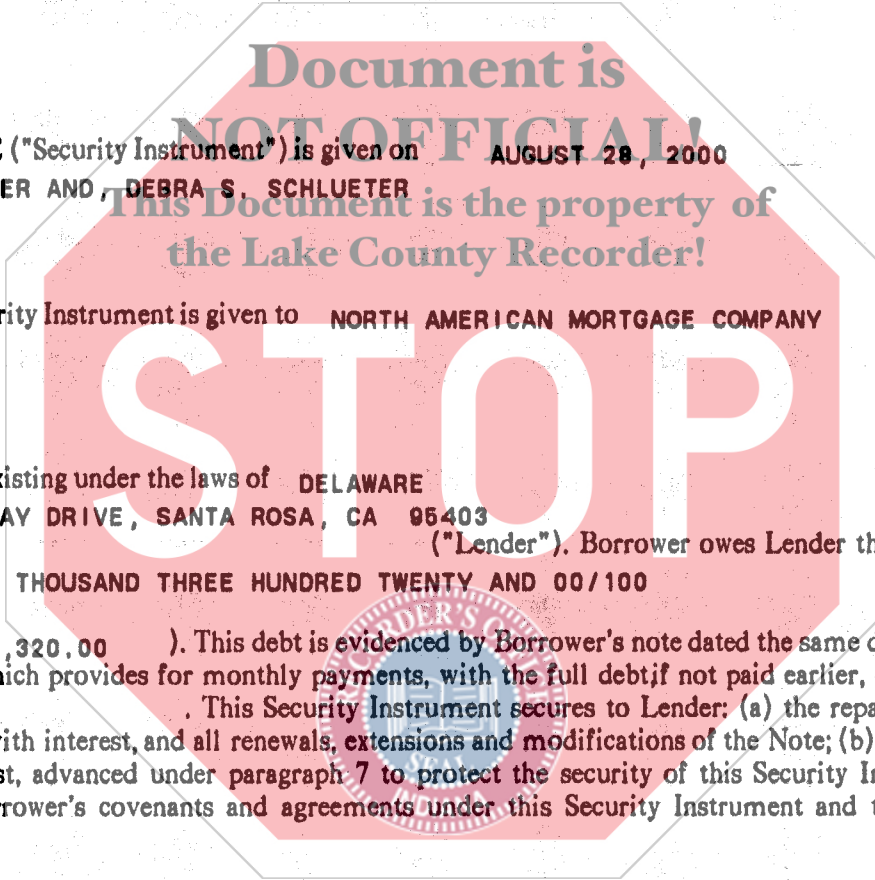 Document is
NOT OFFICIAL!
("Security Instrument") is given on AUGUST 28, 2000
ER AND, DEBRA S. SCHLUETER
This Document is the property of
the Lake County Recorder!
rity Instrument is given to NORTH AMERICAN MORTGAGE COMPANY
STOP
isting under the laws of DELAWARE
AY DRIVE, SANTA ROSA, CA 95403
("Lender"). Borrower owes Lender th
THOUSAND THREE HUNDRED TWENTY AND 00/100
RECORDER'S OFFICE
,320.00 ). This debt is evidenced by Borrower's note dated the same d
ich provides for monthly payments, with the full debt,if not paid earlier,
. This Security Instrument secures to Lender: (a) the repa
ith interest, and all renewals, extensions and modifications of the Note; (b)
st, advanced under paragraph 7 to protect the security of this Security In
SEAL
rower's covenants and agreements under this Security Instrument and t